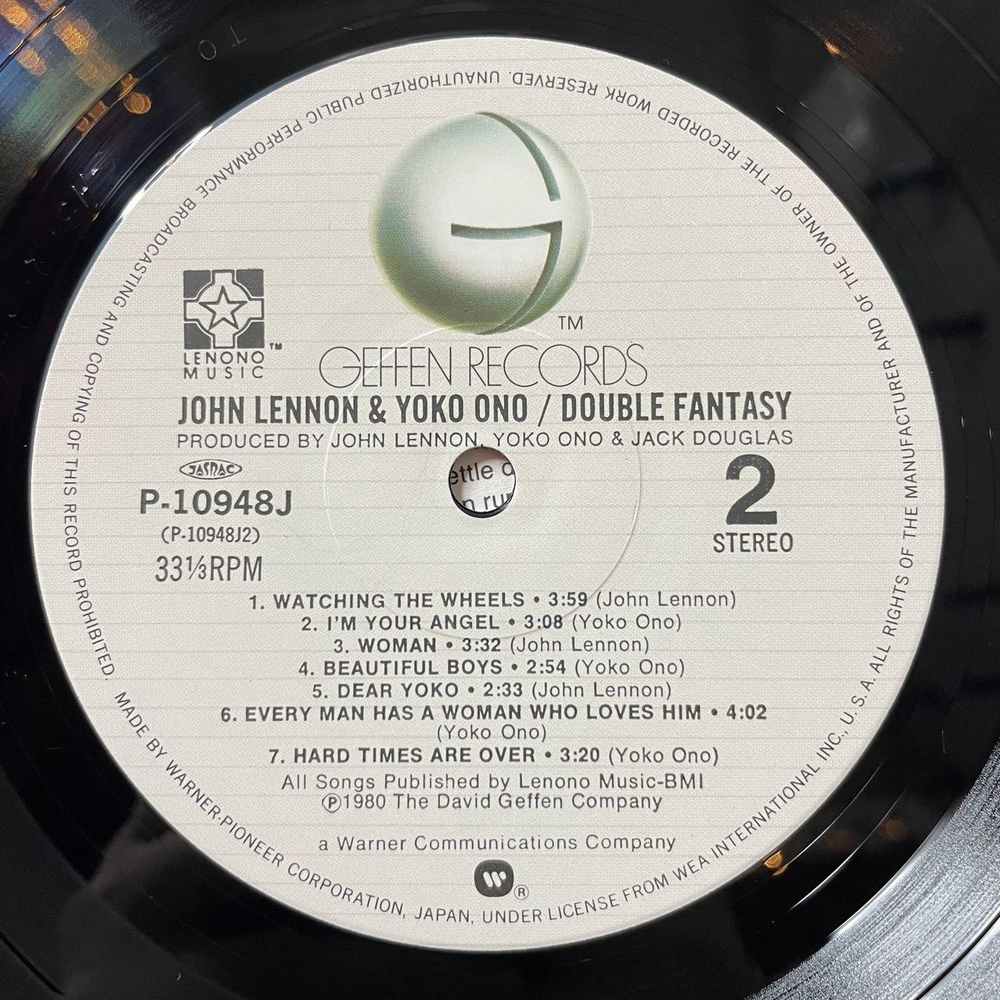 UNAUTHORIZED PUBLIC PERFORMANCE BROADCASTING AND COPYING OF THIS RECORD PROHIBITED. MADE BY WARNER-PIONEER CORPORATION, JAPAN, UNDER LICENSE FROM WEA INTERNATIONAL INC., U. S. A. ALL RIGHTS OF THE MANUFACTURER AND OF THE OWNER OF THE RECORDED WORK RESERVED.
TM
LENONO TM
MUSIC
GEFFEN RECORDS
JOHN LENNON & YOKO ONO / DOUBLE FANTASY
PRODUCED BY JOHN LENNON, YOKO ONO & JACK DOUGLAS
JASRAC
P-10948J
(P-10948J2)
33⅓RPM
2
STEREO
ettle
1. WATCHING THE WHEELS • 3:59 (John Lennon)
2. I'M YOUR ANGEL • 3:08 (Yoko Ono)
3. WOMAN • 3:32 (John Lennon)
4. BEAUTIFUL BOYS • 2:54 (Yoko Ono)
5. DEAR YOKO • 2:33 (John Lennon)
6. EVERY MAN HAS A WOMAN WHO LOVES HIM • 4:02
(Yoko Ono)
7. HARD TIMES ARE OVER • 3:20 (Yoko Ono)
All Songs Published by Lenono Music-BMI
℗1980 The David Geffen Company
a Warner Communications Company
®